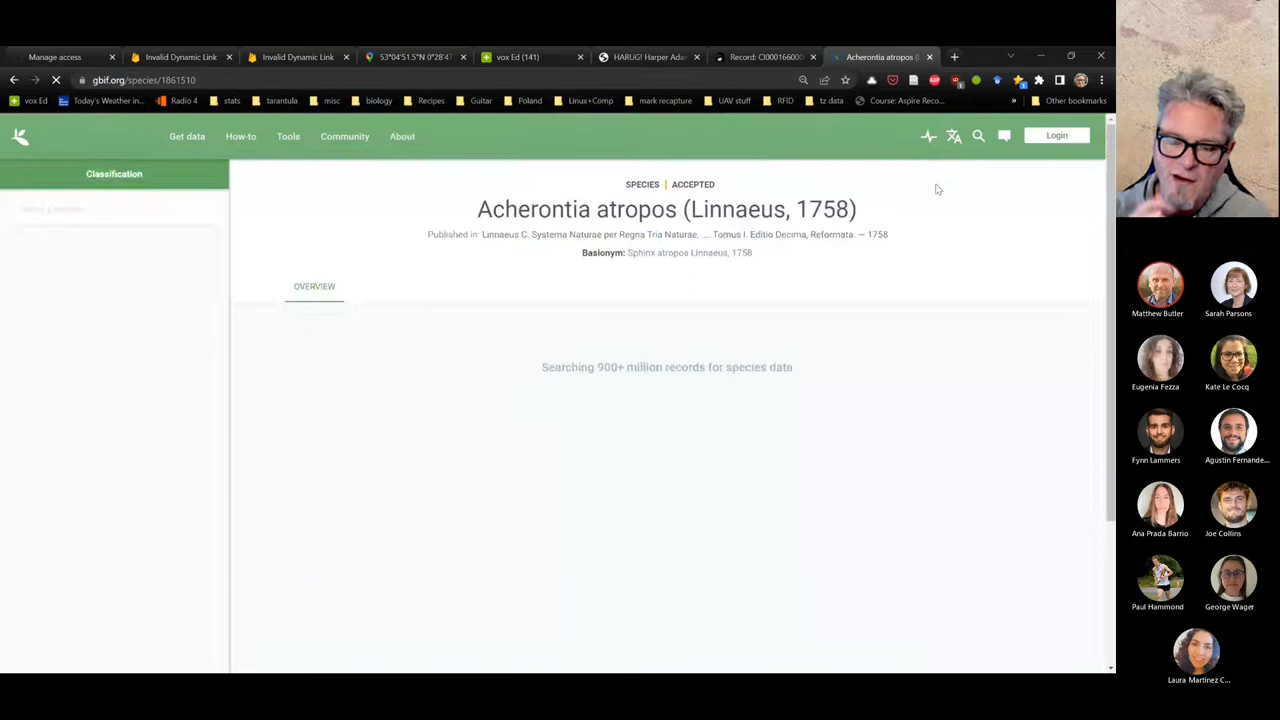 Manage access
Invalid Dynamic Link
Invalid Dynamic Link
53°04'51.5"N 0°28'47
vox Ed (141)
HARUG! Harper Adar
Record: CI000166000
Acherontia atropos (l
gbif.org/species/1861510
vox Ed
Today's Weather in...
Radio 4
stats
tarantula
misc
biology
Recipes
Guitar
Poland
Linux+Comp
mark recapture
UAV stuff
RFID
tz data
Course: Aspire Reco...
»
Other bookmarks
Get data
How-to
Tools
Community
About
Login
Classification
SPECIES | ACCEPTED
Acherontia atropos (Linnaeus, 1758)
Published in: Linnaeus C. Systema Naturae per Regna Tria Naturae, .... Tomus I. Editio Decima, Reformata. — 1758
Basionym: Sphinx atropos Linnaeus, 1758
OVERVIEW
Searching 900+ million records for species data
Matthew Butler
Sarah Parsons
Eugenia Fezza
Kate Le Cocq
Fynn Lammers
Agustin Fernande...
Ana Prada Barrio
Joe Collins
Paul Hammond
George Wager
Laura Martinez C...